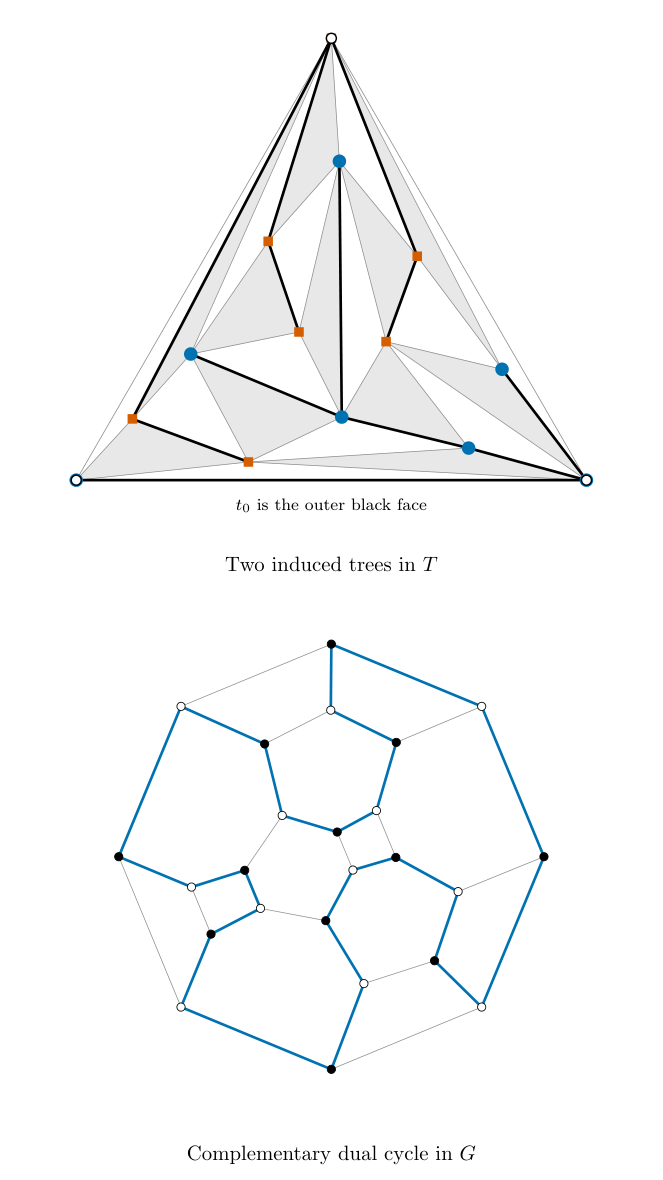 t₀ is the outer black face
Two induced trees in T
Complementary dual cycle in G